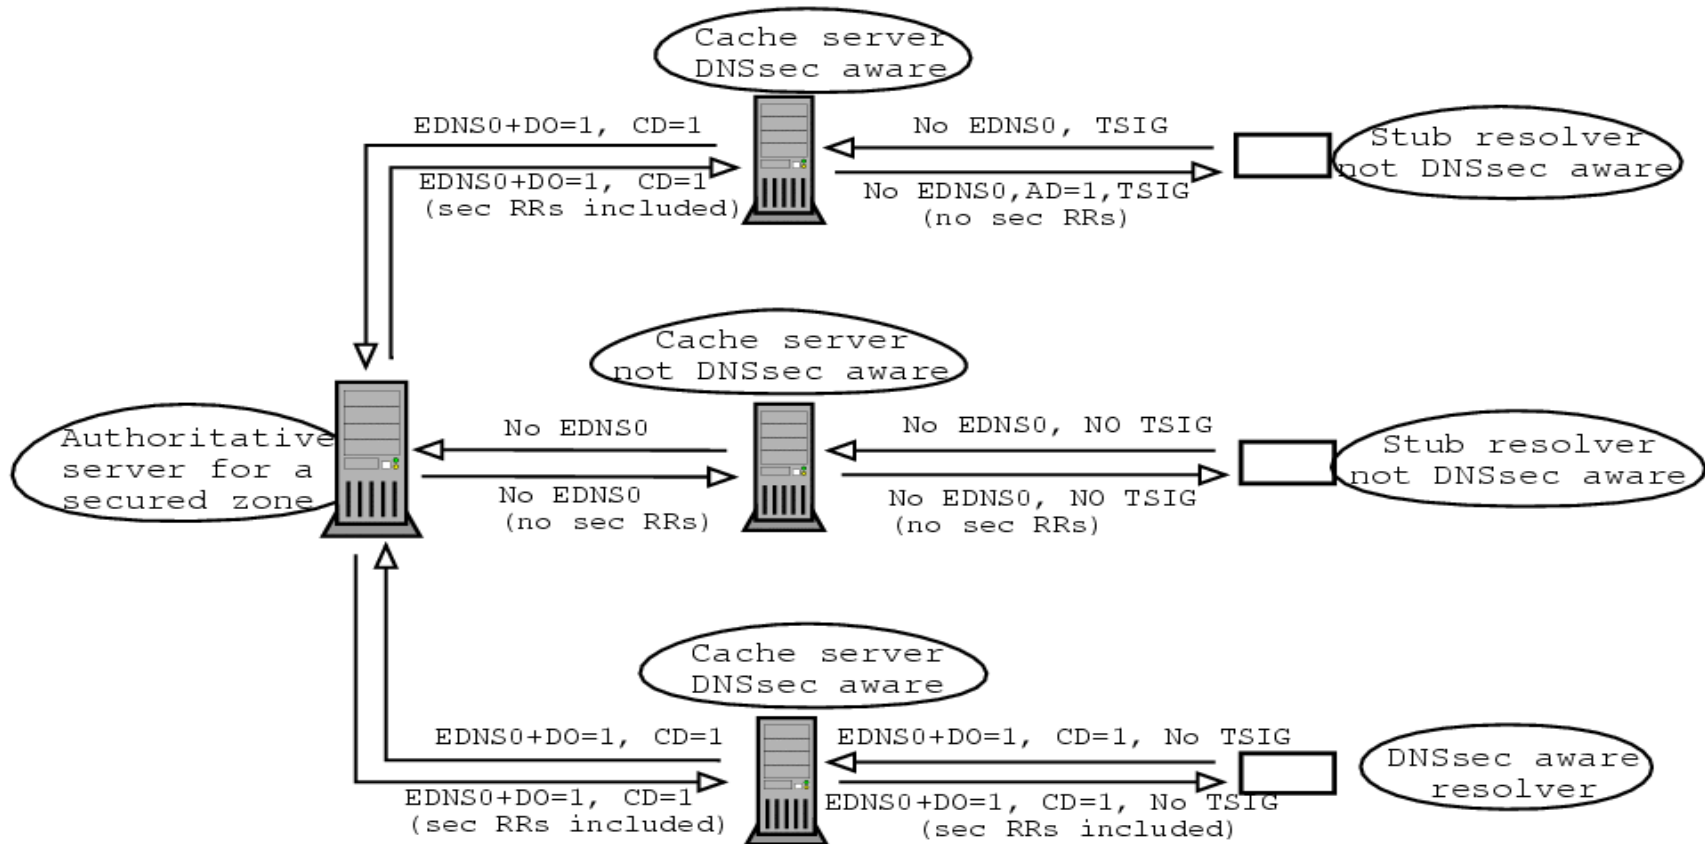 Cache server
DNSsec aware
EDNS0+DO=1, CD=1
No EDNS0, TSIG
Stub resolver
not DNSsec aware
EDNS0+DO=1, CD=1
(sec RRs included)
No EDNS0,AD=1,TSIG
(no sec RRs)
Cache server
not DNSsec aware
Authoritative
server for a
secured zone
No EDNS0
No EDNS0, NO TSIG
Stub resolver
not DNSsec aware
No EDNS0
(no sec RRs)
No EDNS0, NO TSIG
(no sec RRs)
Cache server
DNSsec aware
EDNS0+DO=1, CD=1
EDNS0+DO=1, CD=1, No TSIG
DNSsec aware
resolver
EDNS0+DO=1, CD=1
(sec RRs included)
EDNS0+DO=1, CD=1, No TSIG
(sec RRs included)